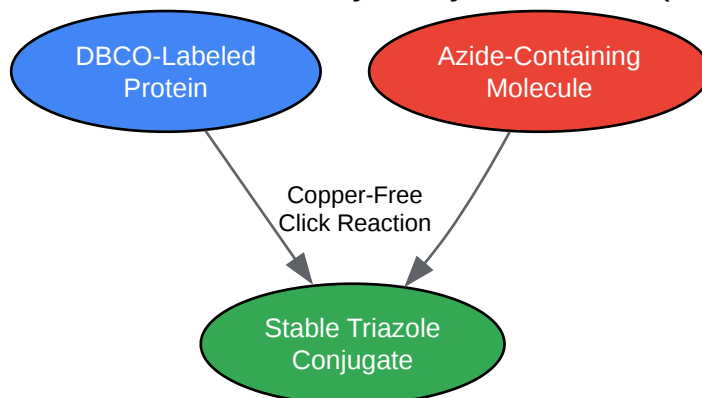 DBCO-Labeled
Protein
Azide-Containing
Molecule
Copper-Free
Click Reaction
Stable Triazole
Conjugate